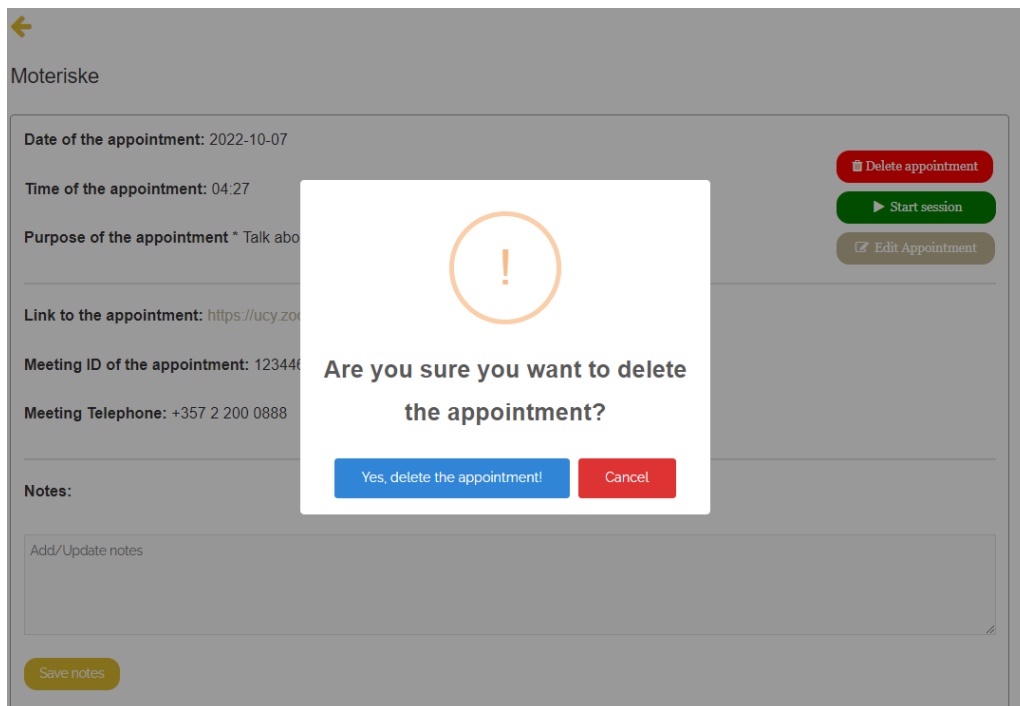 Moteriske
Date of the appointment: 2022-10-07
Delete appointment
Time of the appointment: 04:27
Start session
Purpose of the appointment * Talk abo
Edit Appointment
Link to the appointment: https://ucy.zoo
Meeting ID of the appointment: 123446
Meeting Telephone: +357 2 200 0888
!
Are you sure you want to delete
the appointment?
Yes, delete the appointment!
Cancel
Notes:
Add/Update notes
Save notes